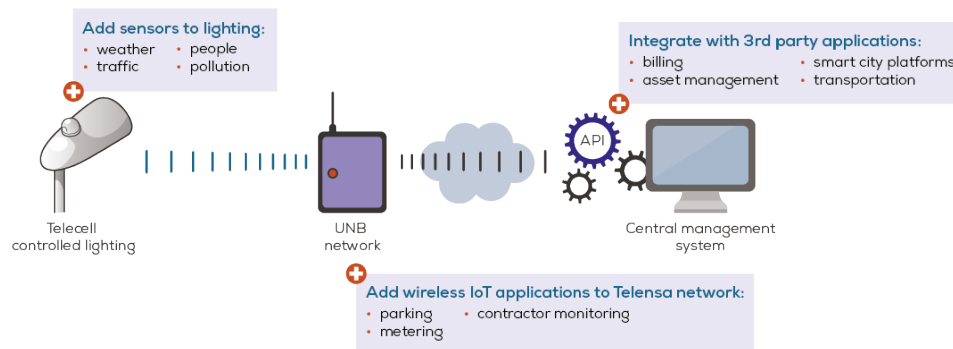 Add sensors to lighting:
• weather • people
• traffic • pollution
Integrate with 3rd party applications:
• billing • smart city platforms
• asset management • transportation
API
Telecell
controlled lighting
UNB
network
Central management
system
Add wireless IoT applications to Telensa network:
• parking • contractor monitoring
• metering